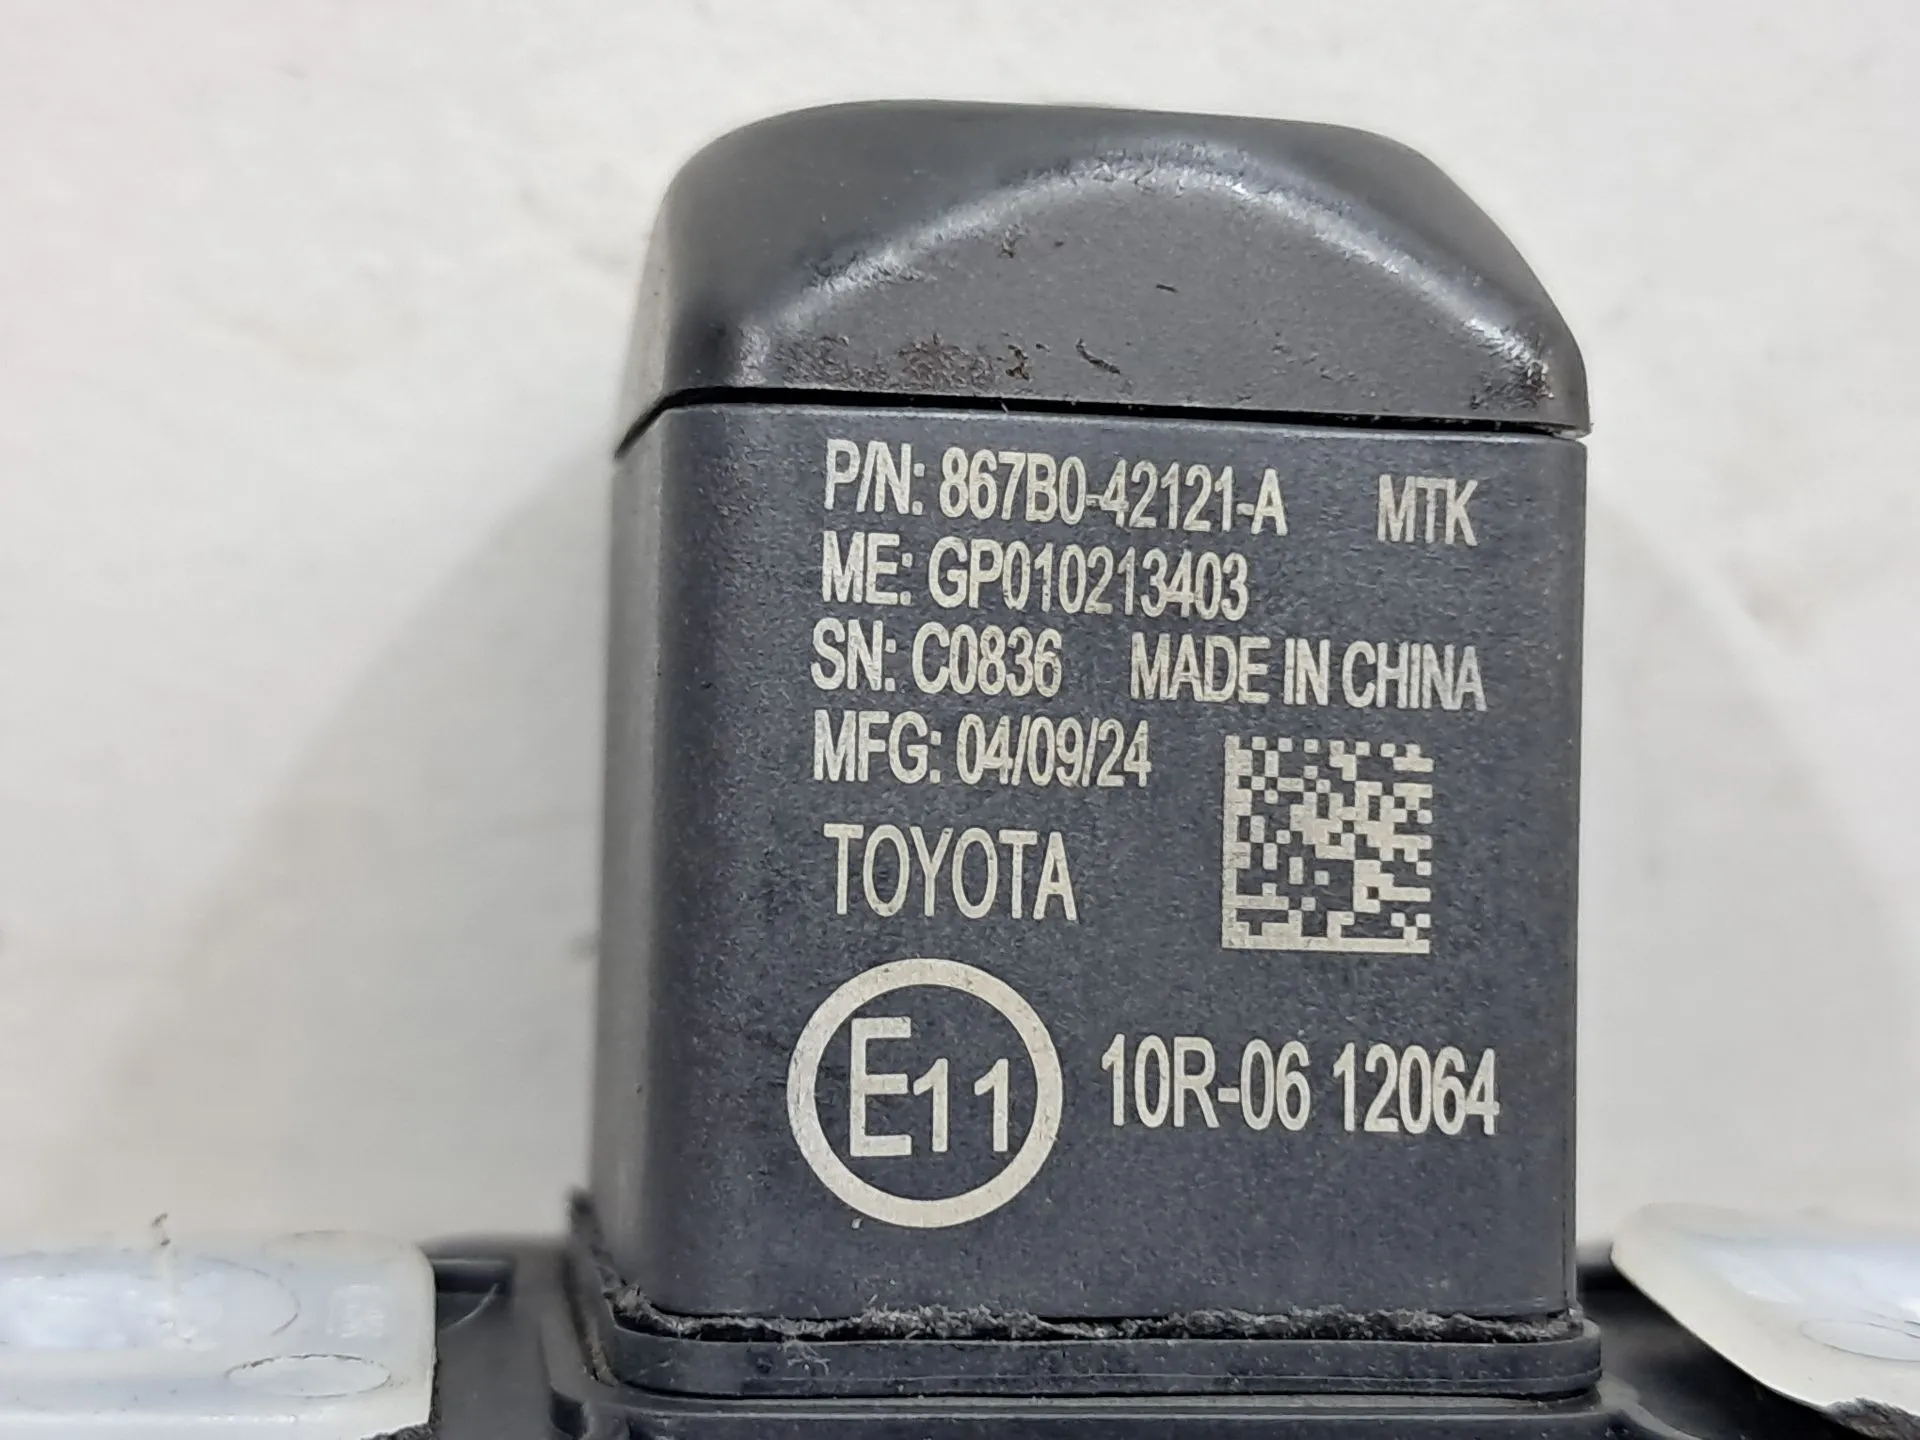 P/N: 867B0-42121-A MTK
ME: GP010213403
SN: C0836 MADE IN CHINA
MFG: 04/09/24
TOYOTA
E11 10R-06 12064